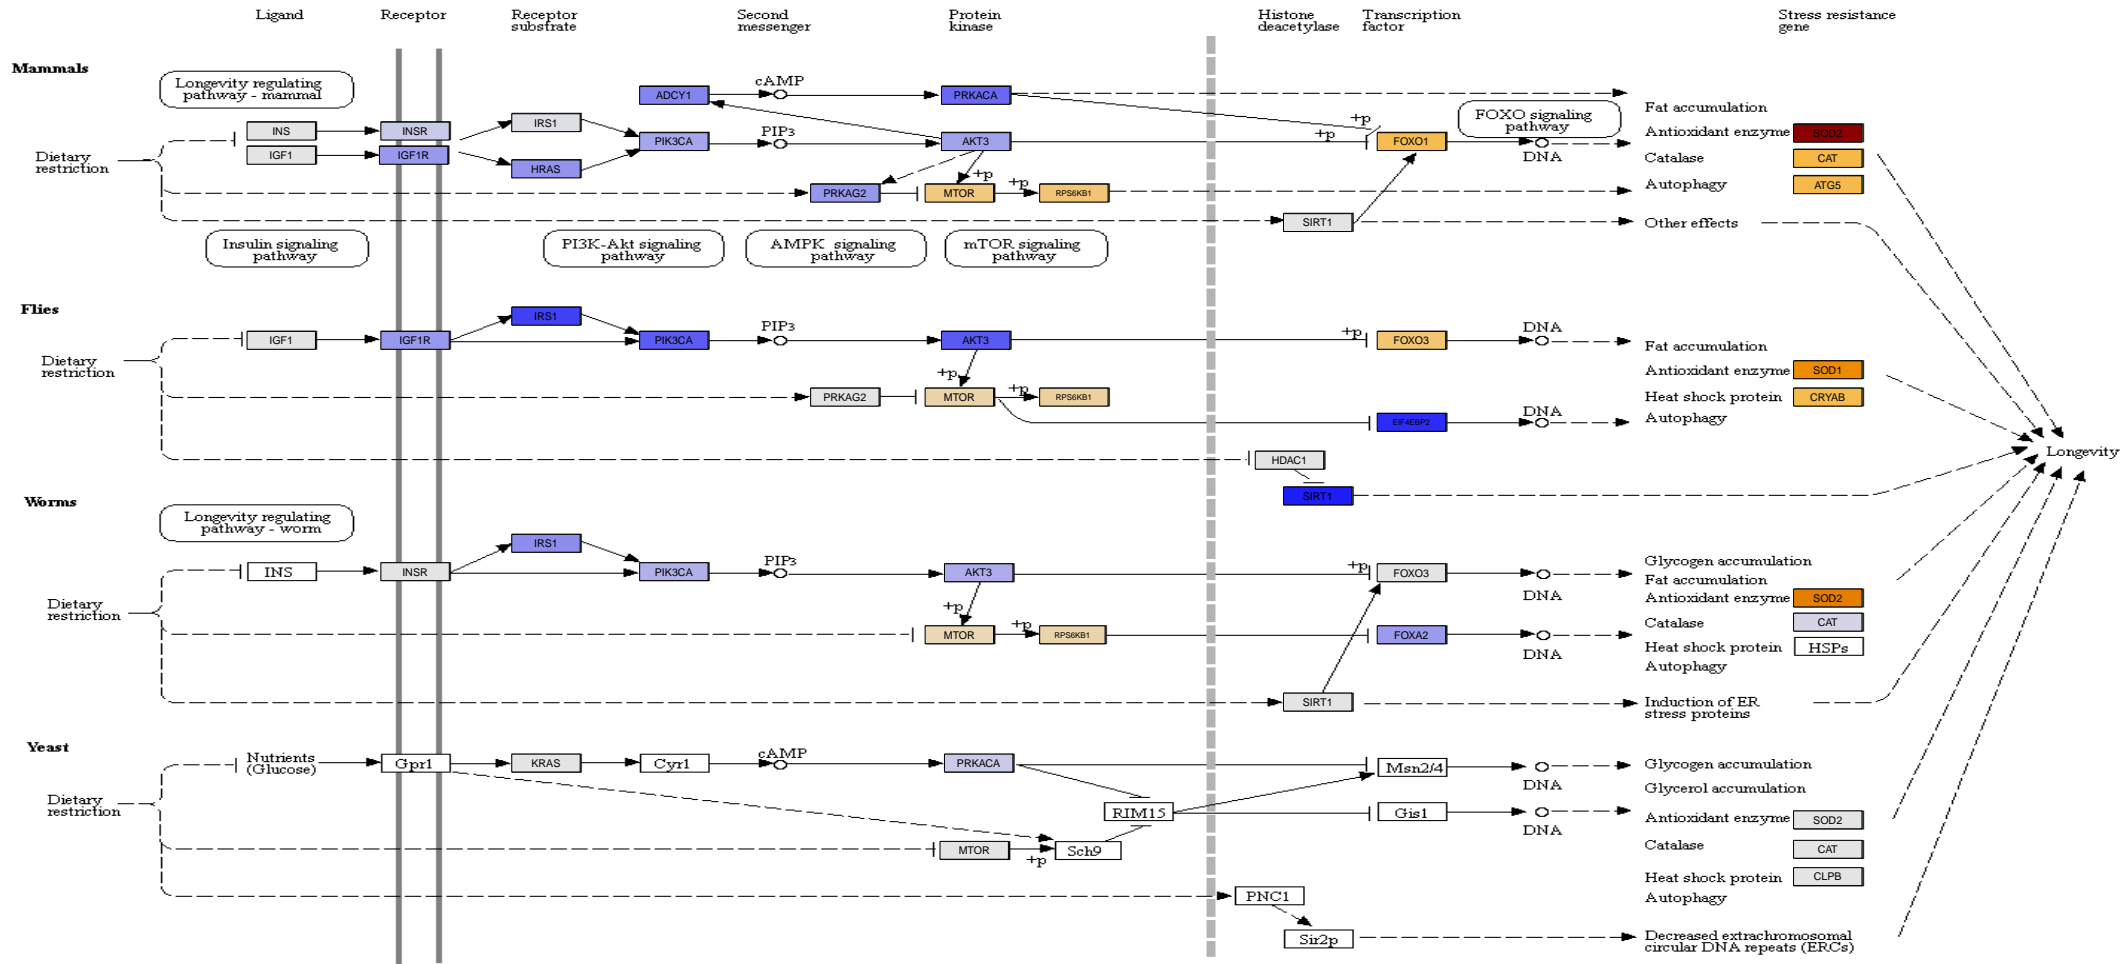 Ligand
Receptor
Receptor
substrate
Second
messenger
Protein
kinase
Histone
deacetylase
Transcription
factor
Stress resistance
gene
Mammals
Longevity regulating
pathway - mammal
ADCY1
cAMP
PRKACA
Fat accumulation
FOXO signaling
pathway
INS
INSR
IRS1
PIP3
+p
+p
IGF1
IGF1R
HRAS
PIK3CA
AKT3
FOXO1
DNA
Antioxidant enzyme
SOD2
Catalase
CAT
Dietary
restriction
PRKAG2
MTOR
+p
+p
RPS6KB1
Autophagy
ATG5
SIRT1
Other effects
Insulin signaling
pathway
PI3K-Akt signaling
pathway
AMPK signaling
pathway
mTOR signaling
pathway
Flies
IGF1
IGF1R
IRS1
PIK3CA
PIP3
AKT3
+p
FOXO3
DNA
Fat accumulation
Dietary
restriction
Antioxidant enzyme
SOD1
+p
+p
PRKAG2
MTOR
RPS6KB1
Heat shock protein
CRYAB
EIF4EBP2
DNA
Autophagy
HDAC1
SIRT1
Longevity
Worms
Longevity regulating
pathway - worm
IRS1
INS
INSR
PIK3CA
PIP3
AKT3
+p
FOXO3
DNA
Glycogen accumulation
Fat accumulation
Antioxidant enzyme
SOD2
Dietary
restriction
+p
+p
MTOR
RPS6KB1
FOXA2
DNA
Catalase
CAT
Heat shock protein
HSPs
Autophagy
SIRT1
Induction of ER
stress proteins
Yeast
Nutrients
(Glucose)
Gpr1
KRAS
Cyr1
cAMP
PRKACA
Msn2/4
DNA
Glycogen accumulation
Glycerol accumulation
Dietary
restriction
RIM15
Gis1
DNA
Antioxidant enzyme
SOD2
MTOR
+p
Sch9
Catalase
CAT
Heat shock protein
CLPB
Autophagy
PNC1
Sir2p
Decreased extrachromosomal
circular DNA repeats (ERCs)